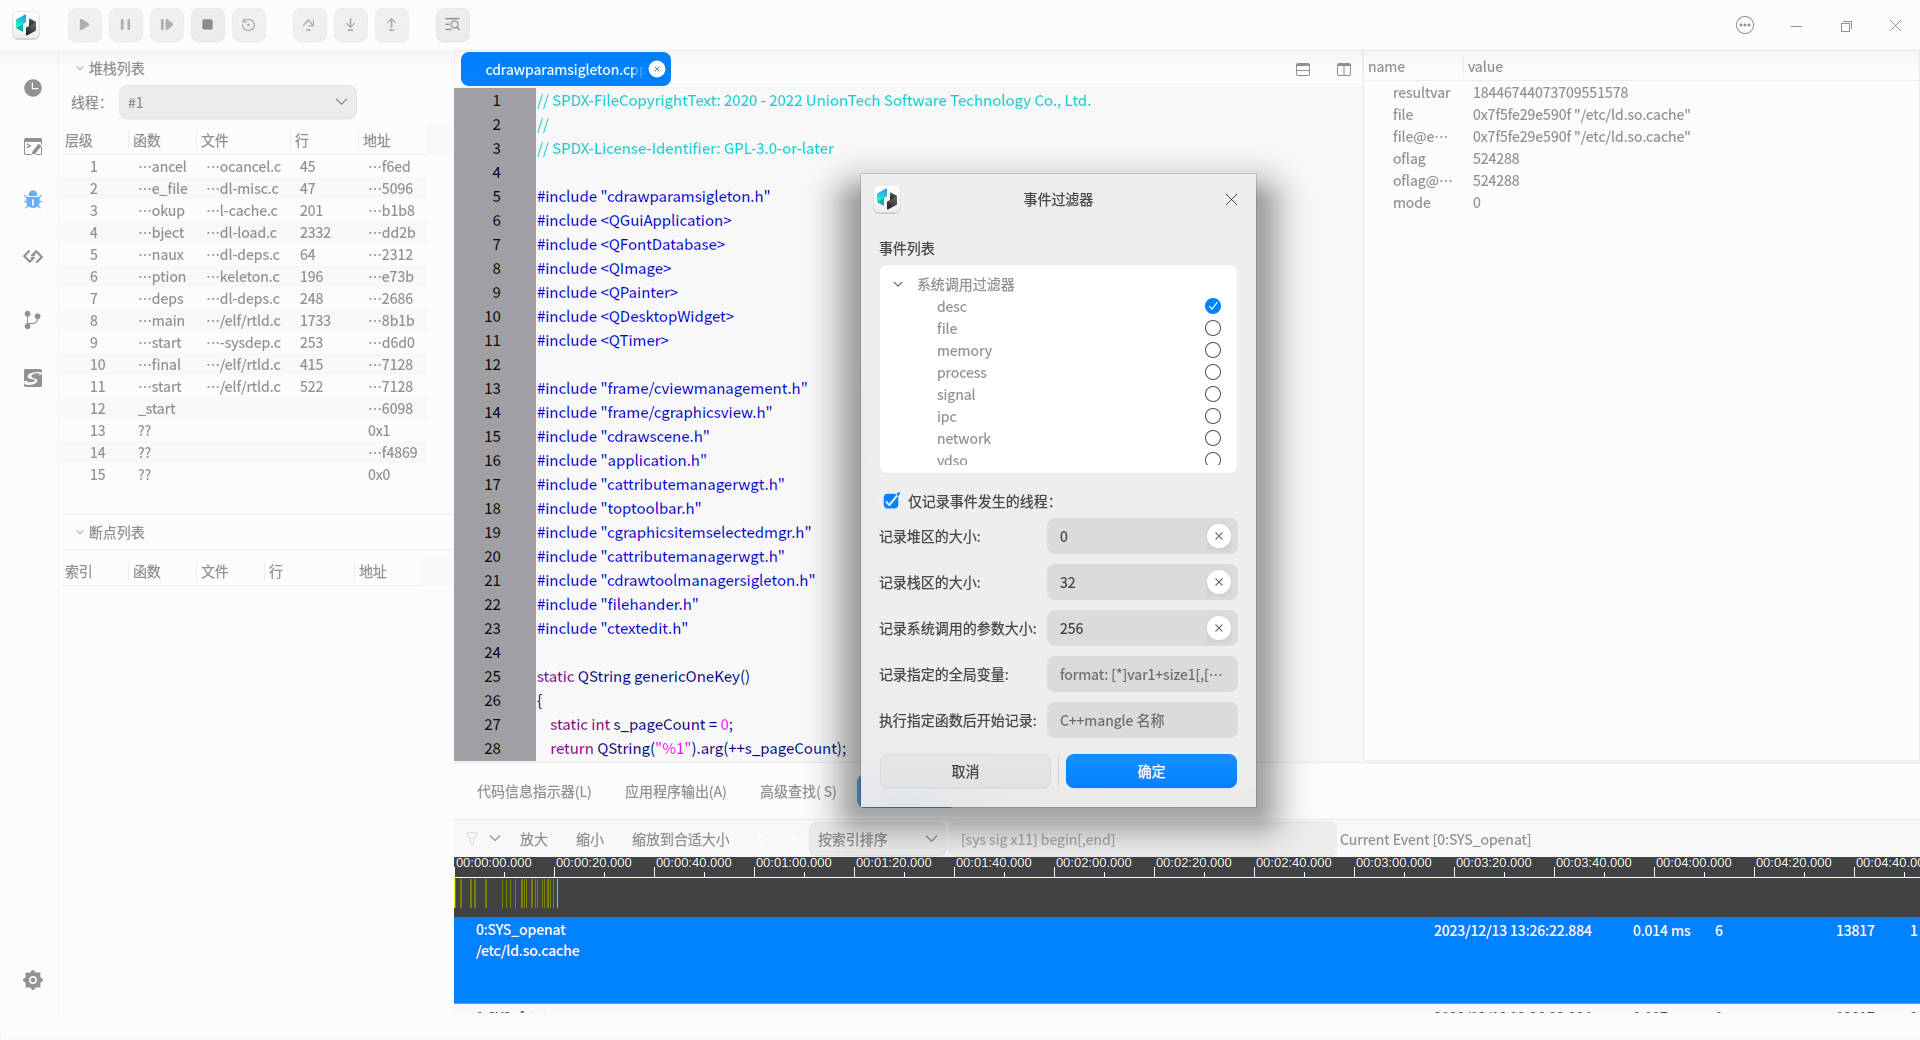 堆栈列表
线程：
#1
层级 函数 文件 行 地址
1 …ancel …ocancel.c 45 …f6ed
2 …e_file …dl-misc.c 47 …5096
3 …okup …l-cache.c 201 …b1b8
4 …bject …dl-load.c 2332 …dd2b
5 …naux …dl-deps.c 64 …2312
6 …ption …keleton.c 196 …e73b
7 …deps …dl-deps.c 248 …2686
8 …main …/elf/rtld.c 1733 …8b1b
9 …start …-sysdep.c 253 …d6d0
10 …final …/elf/rtld.c 415 …7128
11 …start …/elf/rtld.c 522 …7128
12 _start …6098
13 ?? 0x1
14 ?? …f4869
15 ?? 0x0
断点列表
索引 函数 文件 行 地址
cdrawparamsigleton.cp
1 // SPDX-FileCopyrightText: 2020 - 2022 UnionTech Software Technology Co., Ltd.
2 //
3 // SPDX-License-Identifier: GPL-3.0-or-later
4
5 #include "cdrawparamsigleton.h"
6 #include <QGuiApplication>
7 #include <QFontDatabase>
8 #include <QImage>
9 #include <QPainter>
10 #include <QDesktopWidget>
11 #include <QTimer>
12
13 #include "frame/cviewmanagement.h"
14 #include "frame/cgraphicsview.h"
15 #include "cdrawscene.h"
16 #include "application.h"
17 #include "cattributemanagerwgt.h"
18 #include "toptoolbar.h"
19 #include "cgraphicsitemselectedmgr.h"
20 #include "cattributemanagerwgt.h"
21 #include "cdrawtoolmanagersigleton.h"
22 #include "filehander.h"
23 #include "ctextedit.h"
24
25 static QString genericOneKey()
26 {
27 static int s_pageCount = 0;
28 return QString("%1").arg(++s_pageCount);
name value
resultvar 18446744073709551578
file 0x7f5fe29e590f "/etc/ld.so.cache"
file@e… 0x7f5fe29e590f "/etc/ld.so.cache"
oflag 524288
oflag@… 524288
mode 0
事件过滤器
事件列表
系统调用过滤器
desc
file
memory
process
signal
ipc
network
vdso
仅记录事件发生的线程：
记录堆区的大小: 0
记录栈区的大小: 32
记录系统调用的参数大小: 256
记录指定的全局变量: format: [*]var1+size1[,[…
执行指定函数后开始记录: C++mangle 名称
取消 确定
代码信息指示器(L) 应用程序输出(A) 高级查找( S)
放大 缩小 缩放到合适大小 按索引排序 [sys sig x11] begin[,end] Current Event [0:SYS_openat]
00:00:00.000 00:00:20.000 00:00:40.000 00:01:00.000 00:01:20.000 00:01:40.000 00:02:00.000 00:02:20.000 00:02:40.000 00:03:00.000 00:03:20.000 00:03:40.000 00:04:00.000 00:04:20.000 00:04:40.0
0:SYS_openat 2023/12/13 13:26:22.884 0.014 ms 6 13817 1
/etc/ld.so.cache